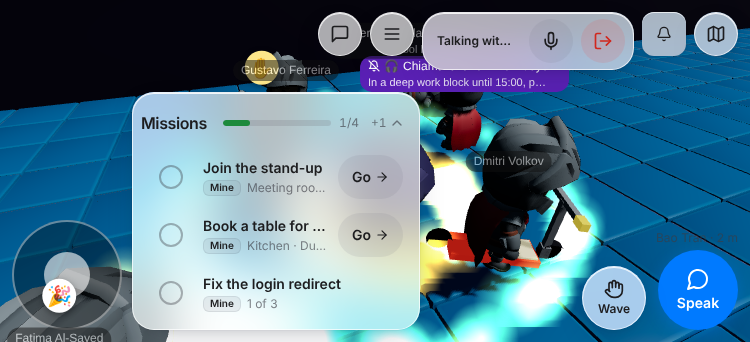 Talking wit...
Gustavo Ferreira
In a deep work block until 15:00, p...
Missions
1/4
+1
Join the stand-up
Mine
Meeting roo...
Go
Book a table for ...
Mine
Kitchen · Du...
Go
Fix the login redirect
Mine
1 of 3
Dmitri Volkov
Wave
Speak
Fatima Al-Sayed